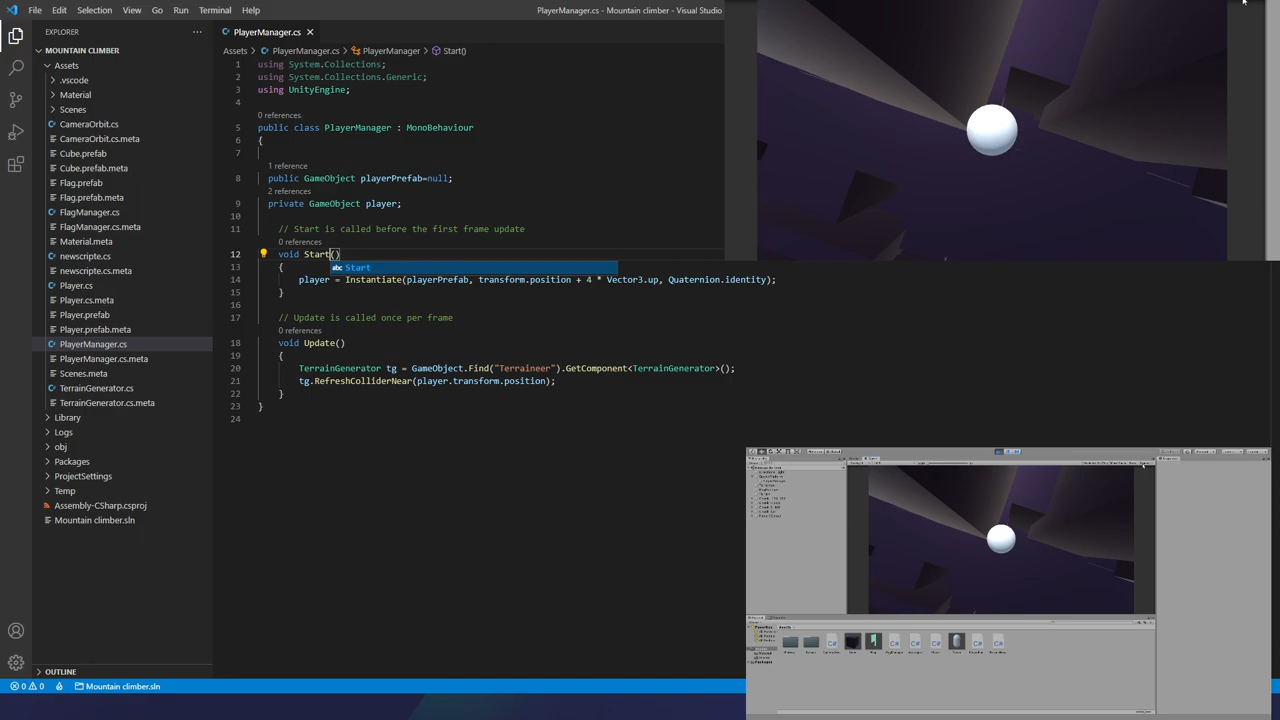 File Edit Selection View Go Run Terminal Help
PlayerManager.cs - Mountain climber - Visual Studio
EXPLORER
MOUNTAIN CLIMBER
Assets
.vscode
Material
Scenes
CameraOrbit.cs
CameraOrbit.cs.meta
Cube.prefab
Cube.prefab.meta
Flag.prefab
Flag.prefab.meta
FlagManager.cs
FlagManager.cs.meta
Material.meta
newscripte.cs
newscripte.cs.meta
Player.cs
Player.cs.meta
Player.prefab
Player.prefab.meta
PlayerManager.cs
PlayerManager.cs.meta
Scenes.meta
TerrainGenerator.cs
TerrainGenerator.cs.meta
Library
Logs
obj
Packages
ProjectSettings
Temp
Assembly-CSharp.csproj
Mountain climber.sln
OUTLINE
PlayerManager.cs
Assets > PlayerManager.cs > PlayerManager > Start()
1 using System.Collections;
2 using System.Collections.Generic;
3 using UnityEngine;
4
0 references
5 public class PlayerManager : MonoBehaviour
6 {
7
1 reference
8 public GameObject playerPrefab=null;
2 references
9 private GameObject player;
10
11 // Start is called before the first frame update
0 references
12 void Start()
abc Start
13 {
14 player = Instantiate(playerPrefab, transform.position + 4 * Vector3.up, Quaternion.identity);
15 }
16
17 // Update is called once per frame
0 references
18 void Update()
19 {
20 TerrainGenerator tg = GameObject.Find("Terraineer").GetComponent<TerrainGenerator>();
21 tg.RefreshColliderNear(player.transform.position);
22 }
23 }
24
0 0 Mountain climber.sln